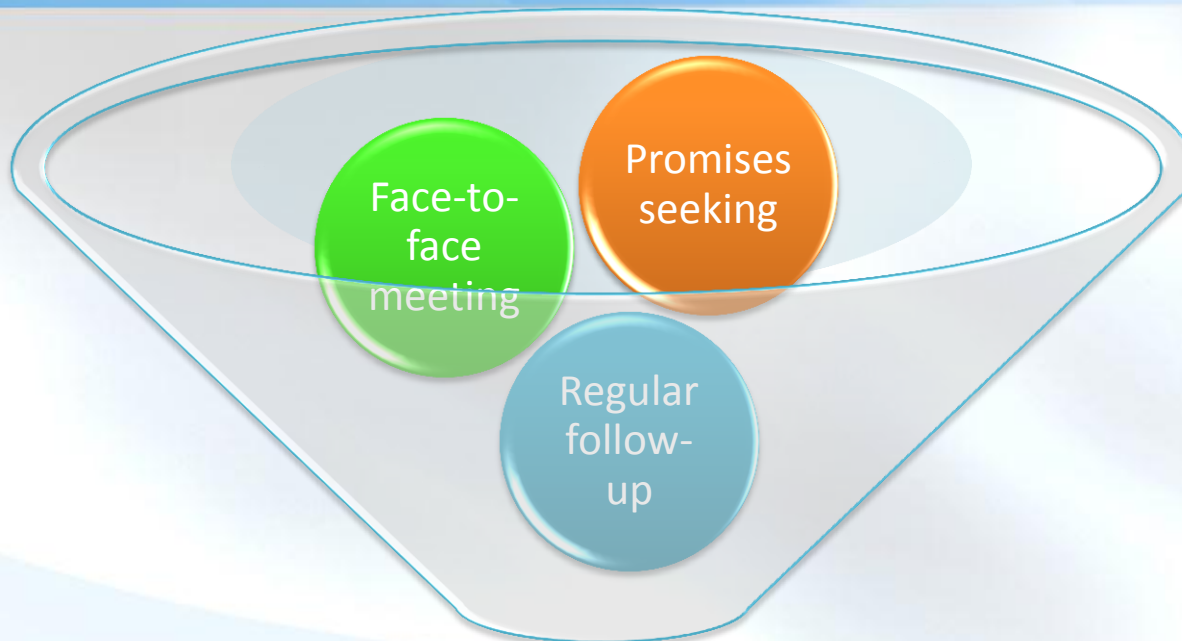 Promises
seeking
Face-to-
face
meeting
Regular
follow-
up